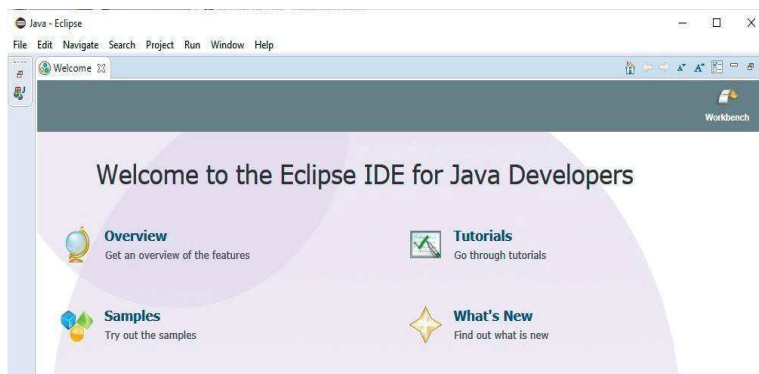 Java - Eclipse
File Edit Navigate Search Project Run Window Help
Welcome
Workbench
Welcome to the Eclipse IDE for Java Developers
Overview
Get an overview of the features
Tutorials
Go through tutorials
Samples
Try out the samples
What's New
Find out what is new